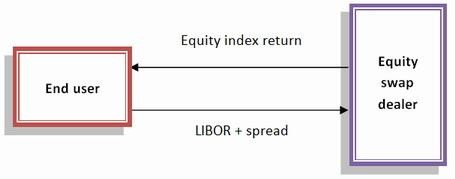 Equity index return
End user
Equity
swap
dealer
LIBOR + spread